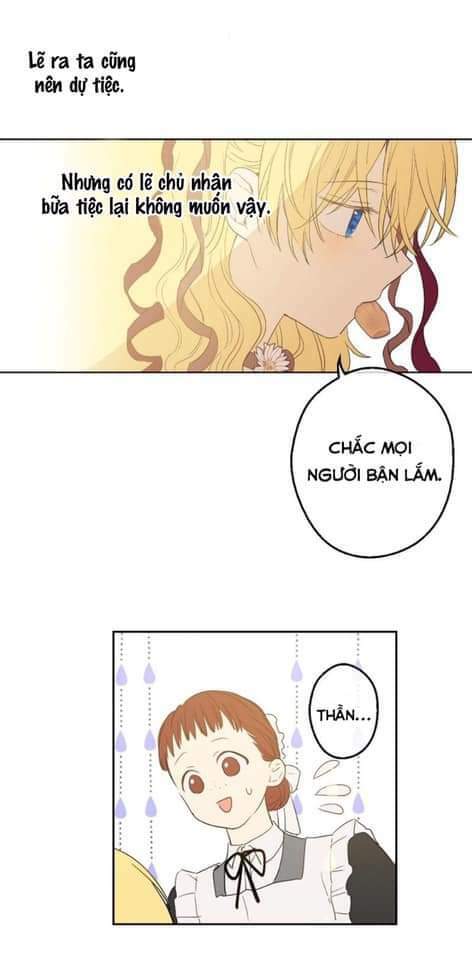 Lẽ ra ta cũng
nên dự tiệc.
Nhưng có lẽ chủ nhân
bữa tiệc lại không muốn vậy.
CHẮC MỌI
NGƯỜI BẬN LẮM.
THẦN...